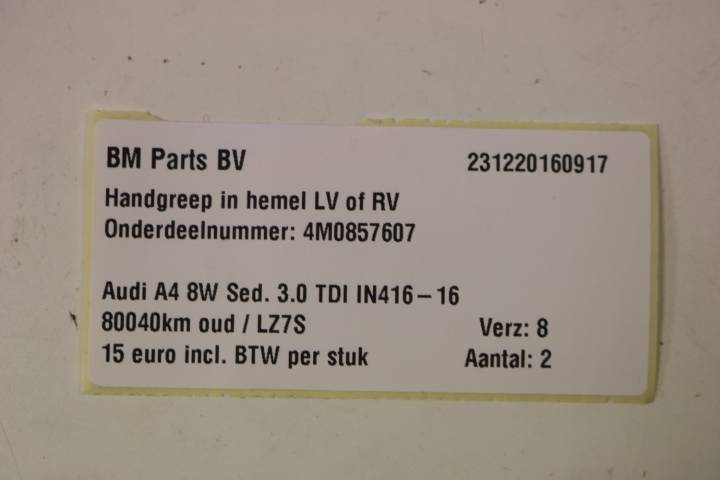 BM Parts BV 231220160917
Handgreep in hemel LV of RV
Onderdeelnummer: 4M0857607
Audi A4 8W Sed. 3.0 TDI IN416-16
80040km oud / LZ7S Verz: 8
15 euro incl. BTW per stuk Aantal: 2